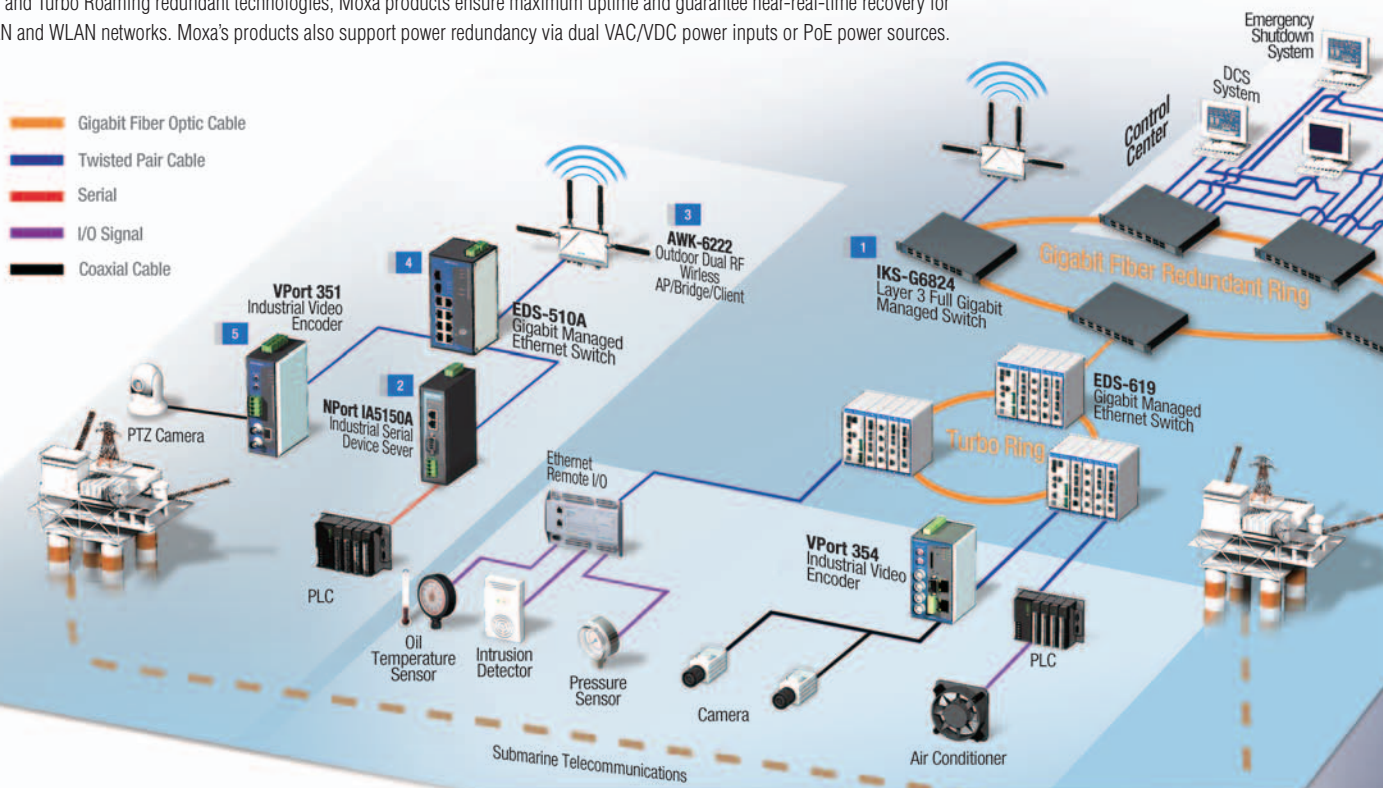 and Turbo Roaming redundant technologies, Moxa products ensure maximum uptime and guarantee near-real-time recovery for
N and WLAN networks. Moxa's products also support power redundancy via dual VAC/VDC power inputs or PoE power sources.
Gigabit Fiber Optic Cable
Twisted Pair Cable
Serial
I/O Signal
Coaxial Cable
Emergency
Shutdown
System
DCS
System
Control
Center
3
AWK-6222
Outdoor Dual RF
Wirless
AP/Bridge/Client
1
IKS-G6824
Layer 3 Full Gigabit
Managed Switch
Gigabit Fiber Redundant Ring
4
EDS-510A
Gigabit Managed
Ethernet Switch
VPort 351
Industrial Video
Encoder
5
2
NPort IA5150A
Industrial Serial
Device Sever
PTZ Camera
EDS-619
Gigabit Managed
Ethernet Switch
Turbo Ring
Ethernet
Remote I/O
VPort 354
Industrial Video
Encoder
PLC
Oil
Temperature
Sensor
Intrusion
Detector
Pressure
Sensor
Camera
PLC
Air Conditioner
Submarine Telecommunications